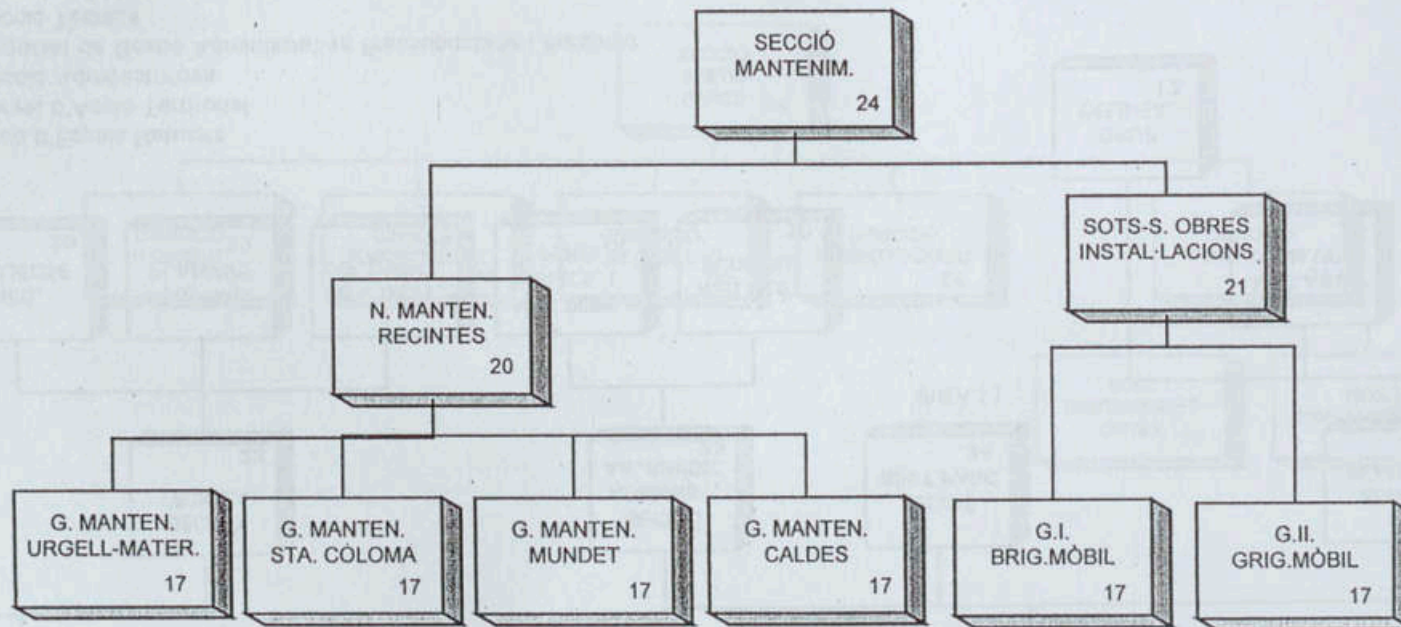 SECCIÓ
MANTENIM.
24
SOTS-S. OBRES
INSTAL·LACIONS
21
N. MANTEN.
RECINTES
20
G. MANTEN.
URGELL-MATER.
17
G. MANTEN.
STA. CÒLOMA
17
G. MANTEN.
MUNDET
17
G. MANTEN.
CALDES
17
G.I.
BRIG.MÒBIL
17
G.II.
GRIG.MÒBIL
17